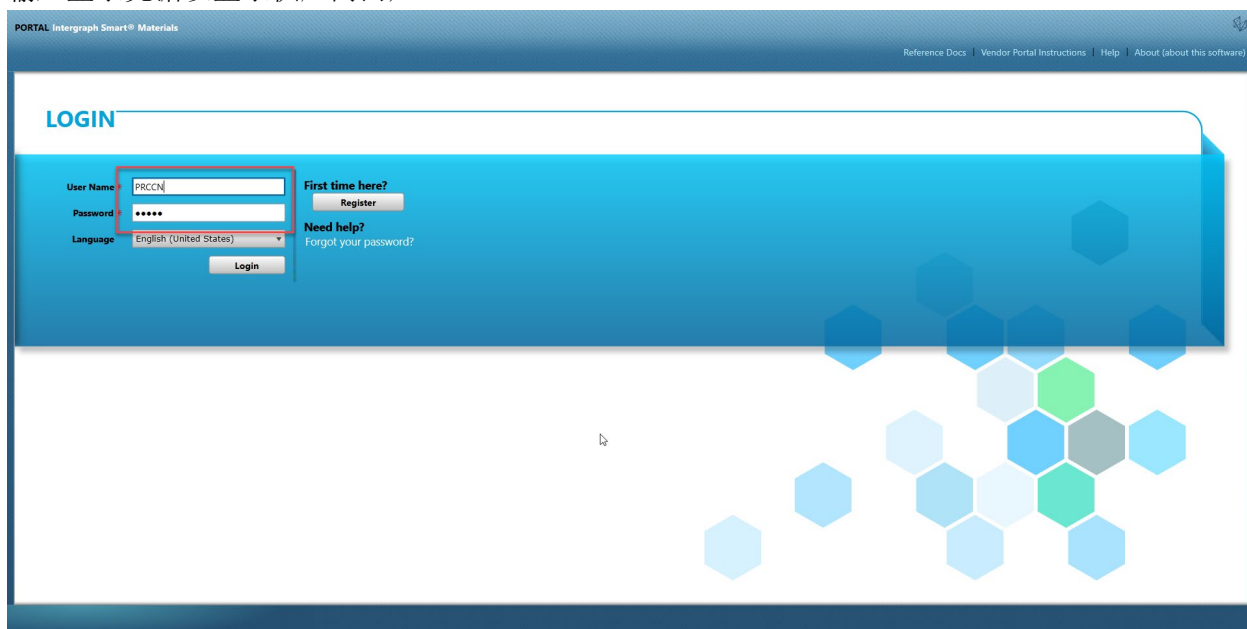 PORTAL Intergraph Smart® Materials
Reference Docs | Vendor Portal Instructions | Help | About (about this software)
LOGIN
User Name * PRCCN
Password * •••••
Language English (United States)
Login
First time here?
Register
Need help?
Forgot your password?